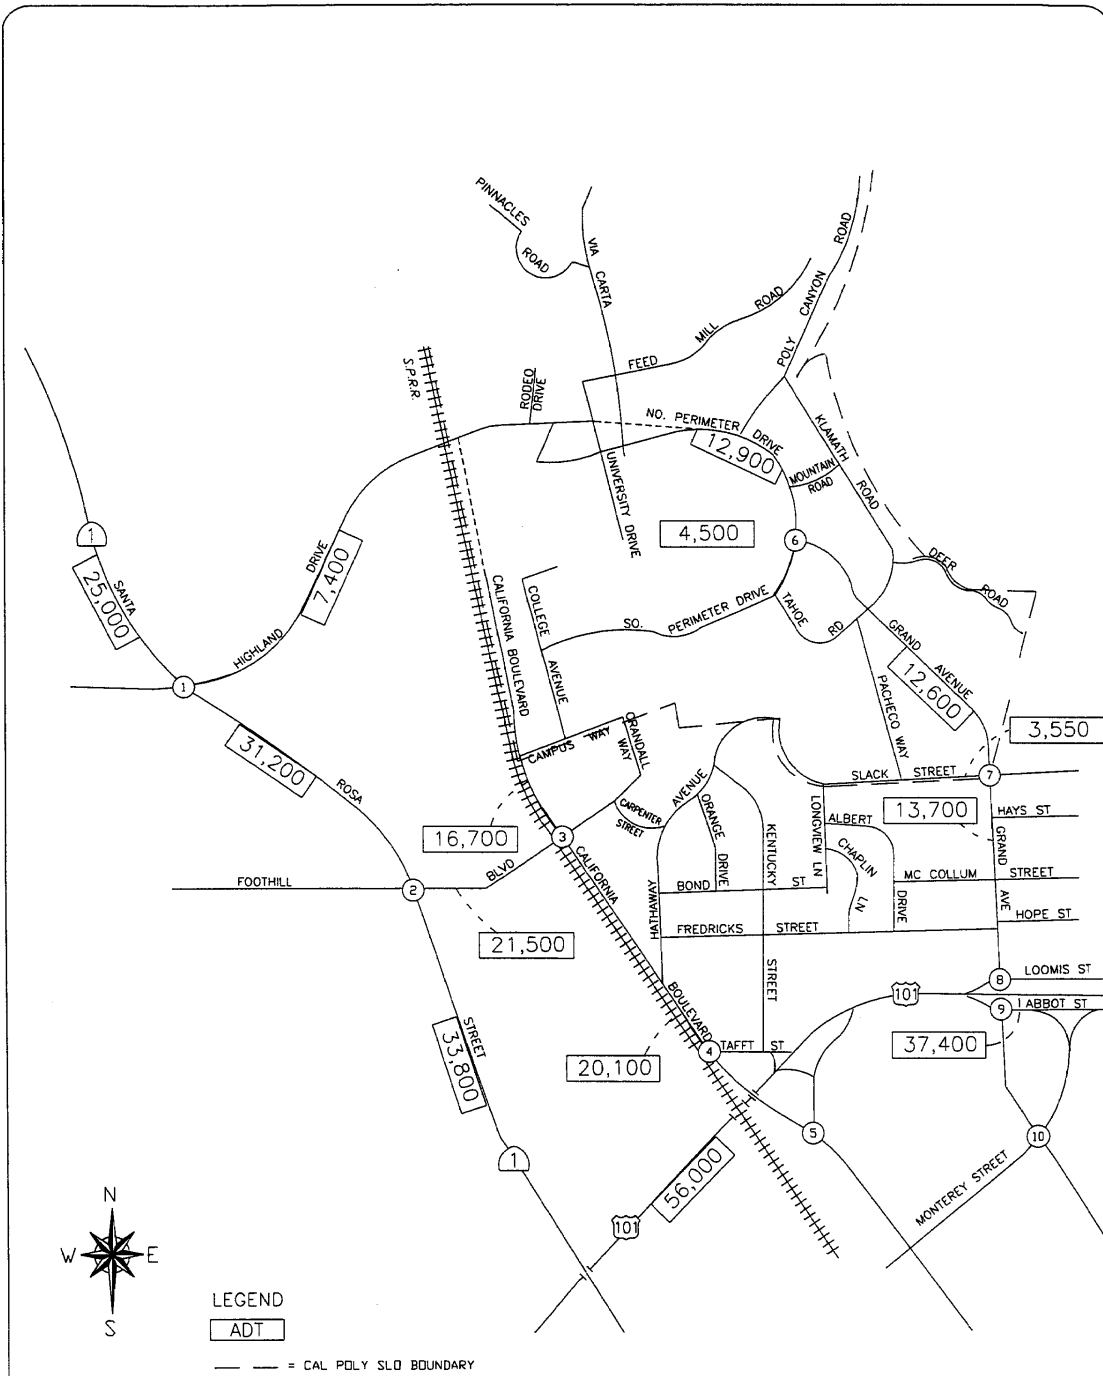 PINNACLES
ROAD
VIA
CARTA
POLY CANYON ROAD
FEED MILL ROAD
S.P.R.R.
RODEO
DRIVE
NO. PERIMETER DRIVE
12,900
KLAMATH ROAD
MOUNTAIN
ROAD
UNIVERSITY DRIVE
4,500
6
1
25,000
SANTA
7,400
HIGHLAND DRIVE
CALIFORNIA BOULEVARD
COLLEGE
AVENUE
SO. PERIMETER DRIVE
TAHOE RD
DEER ROAD
GRAND AVENUE
12,600
PACHECO WAY
1
31,200
ROSA
CAMPUS WAY
CRANDALL
WAY
3,550
SLACK STREET
7
16,700
3
CARPENTER
STREET
AVENUE
ORANGE
DRIVE
KENTUCKY
LONGVIEW LN
ALBERT
13,700
HAYS ST
GRAND
CHAPLIN
LN
FOOTHILL
2
BLVD
CALIFORNIA
HATHAWAY
BOND ST
MC COLLUM STREET
DRIVE
AVE
HOPE ST
FREDRICKS STREET
21,500
STREET
8
LOOMIS ST
101
9
ABBOT ST
BOULEVARD
STREET
33,800
20,100
4
TAFFT ST
37,400
5
10
1
56,000
101
MONTEREY STREET
N
W E
S
LEGEND
ADT
= CAL POLY SLO BOUNDARY